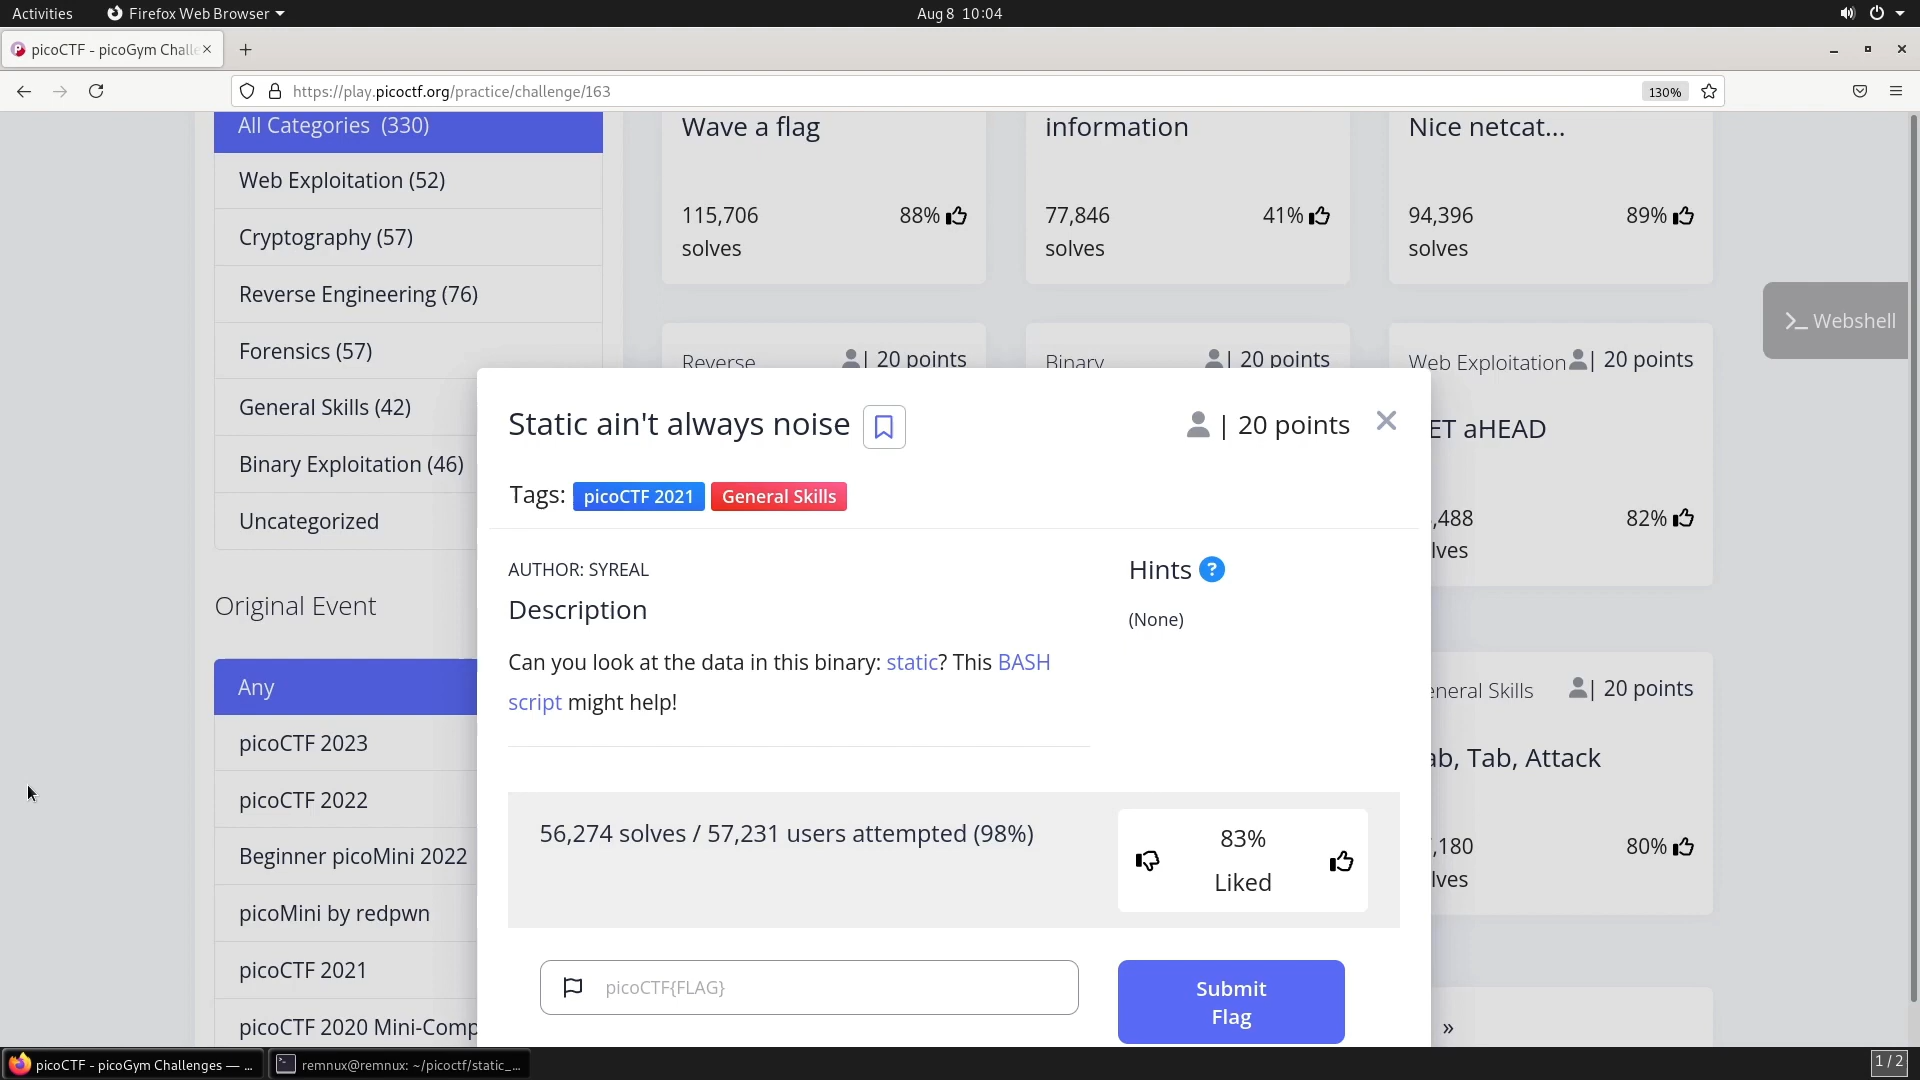 Activities
Firefox Web Browser
Aug 8 10:04
picoCTF - picoGym Chall
https://play.picoctf.org/practice/challenge/163
130%
All Categories (330)
Web Exploitation (52)
Cryptography (57)
Reverse Engineering (76)
Forensics (57)
General Skills (42)
Binary Exploitation (46)
Uncategorized
Original Event
Any
picoCTF 2023
picoCTF 2022
Beginner picoMini 2022
picoMini by redpwn
picoCTF 2021
picoCTF 2020 Mini-Comp
Wave a flag
115,706
solves
88%
information
77,846
solves
41%
Nice netcat...
94,396
solves
89%
Reverse
| 20 points
Binary
| 20 points
Web Exploitation
| 20 points
ET aHEAD
,488
lves
82%
eneral Skills
| 20 points
ab, Tab, Attack
,180
lves
80%
»
>_ Webshell
Static ain't always noise
| 20 points
Tags: picoCTF 2021 General Skills
AUTHOR: SYREAL
Description
Can you look at the data in this binary: static? This BASH
script might help!
Hints ?
(None)
56,274 solves / 57,231 users attempted (98%)
83%
Liked
picoCTF{FLAG}
Submit
Flag
picoCTF - picoGym Challenges — ...
remnux@remnux: ~/picoctf/static_...
1 / 2